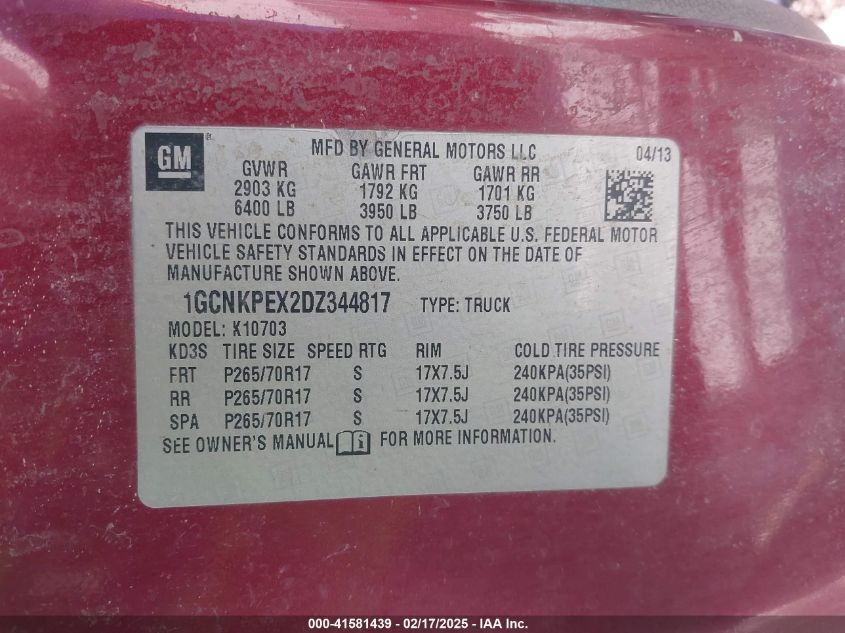 GM
MFD BY GENERAL MOTORS LLC 04/13
GVWR GAWR FRT GAWR RR
2903 KG 1792 KG 1701 KG
6400 LB 3950 LB 3750 LB
THIS VEHICLE CONFORMS TO ALL APPLICABLE U.S. FEDERAL MOTOR
VEHICLE SAFETY STANDARDS IN EFFECT ON THE DATE OF
MANUFACTURE SHOWN ABOVE.
1GCNKPEX2DZ344817 TYPE: TRUCK
MODEL: K10703
KD3S TIRE SIZE SPEED RTG RIM COLD TIRE PRESSURE
FRT P265/70R17 S 17X7.5J 240KPA(35PSI)
RR P265/70R17 S 17X7.5J 240KPA(35PSI)
SPA P265/70R17 S 17X7.5J 240KPA(35PSI)
SEE OWNER'S MANUAL i FOR MORE INFORMATION.
000-41581439 - 02/17/2025 - IAA Inc.